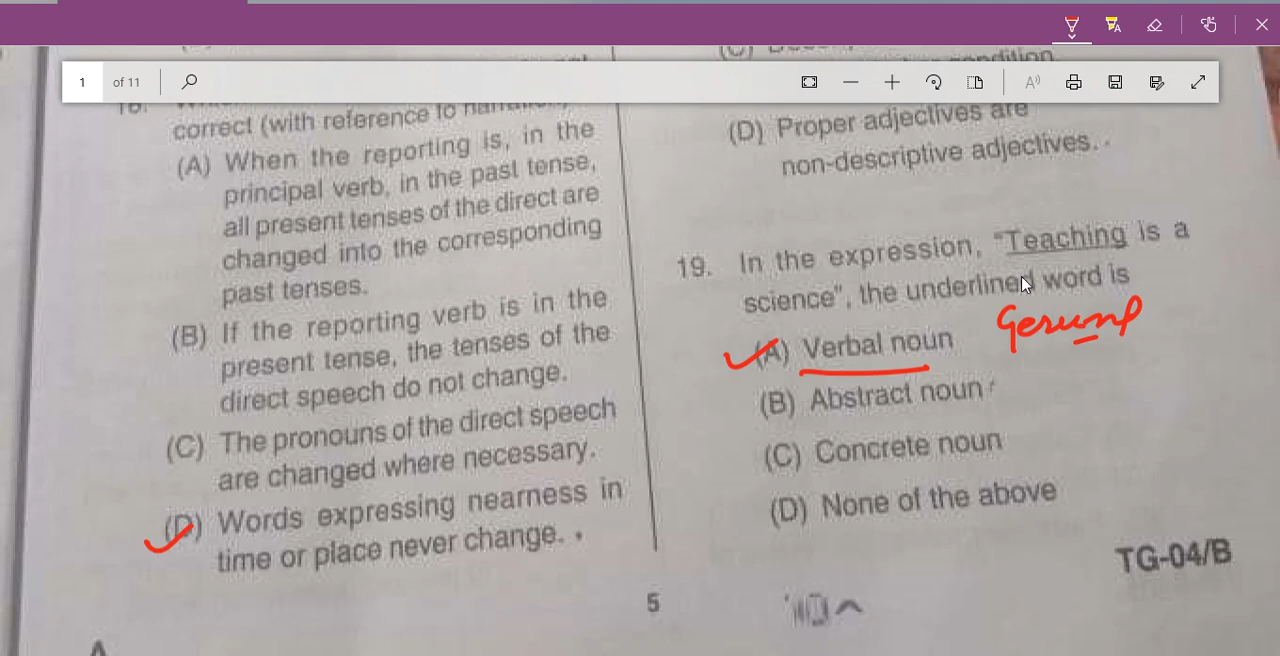 1 of 11
correct (with reference to
(A) When the reporting is, in the
principal verb, in the past tense,
all present tenses of the direct are
changed into the corresponding
past tenses.
(B) If the reporting verb is in the
present tense, the tenses of the
direct speech do not change.
(C) The pronouns of the direct speech
are changed where necessary.
(D) Words expressing nearness in
time or place never change.
condition.
(D) Proper adjectives are
non-descriptive adjectives.
19. In the expression, "Teaching is a
science", the underlined word is
Gerund
(A) Verbal noun
(B) Abstract noun
(C) Concrete noun
(D) None of the above
TG-04/B
5